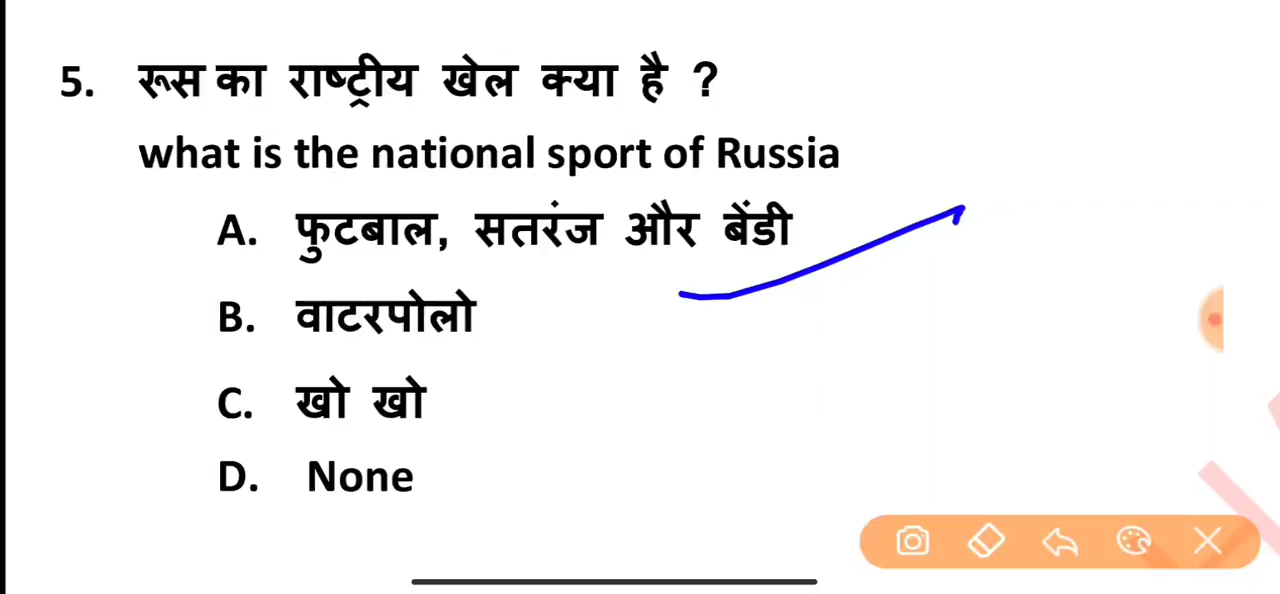 5. रूस का राष्ट्रीय खेल क्या है ?
what is the national sport of Russia
A. फुटबाल, सतरंज और बेंडी
B. वाटरपोलो
C. खो खो
D. None